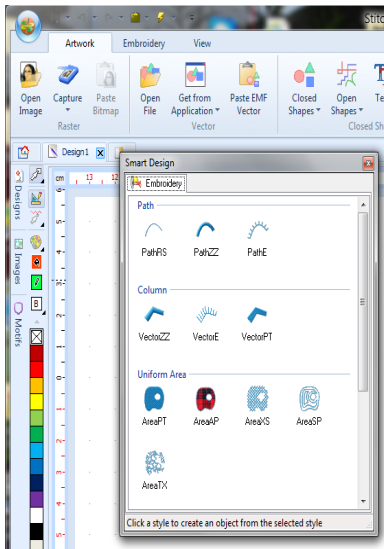 Stitc
Artwork Embroidery View
Open Image
Capture
Paste Bitmap
Open File
Get from Application
Paste EMF Vector
Closed Shapes
Open Shapes
Te
Raster
Vector
Closed Sh
Design1
Smart Design
Embroidery
cm
13 12
Designs
Images
Motifs
B
Path
PathRS PathZZ PathE
Column
VectorZZ VectorE VectorPT
Uniform Area
AreaPT AreaAP AreaXS AreaSP
AreaTX
Click a style to create an object from the selected style